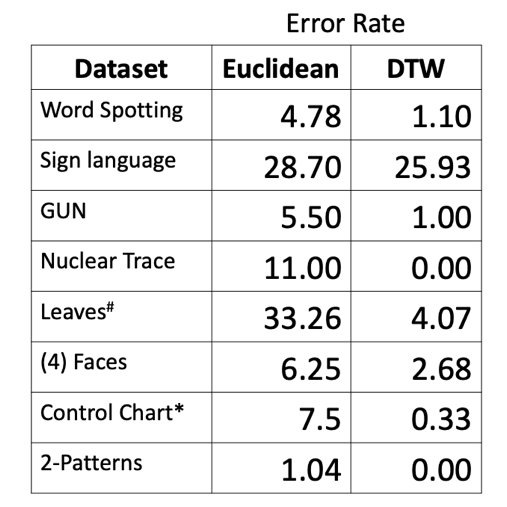 Error Rate
Dataset Euclidean DTW
Word Spotting 4.78 1.10
Sign language 28.70 25.93
GUN 5.50 1.00
Nuclear Trace 11.00 0.00
Leaves# 33.26 4.07
(4) Faces 6.25 2.68
Control Chart* 7.5 0.33
2-Patterns 1.04 0.00